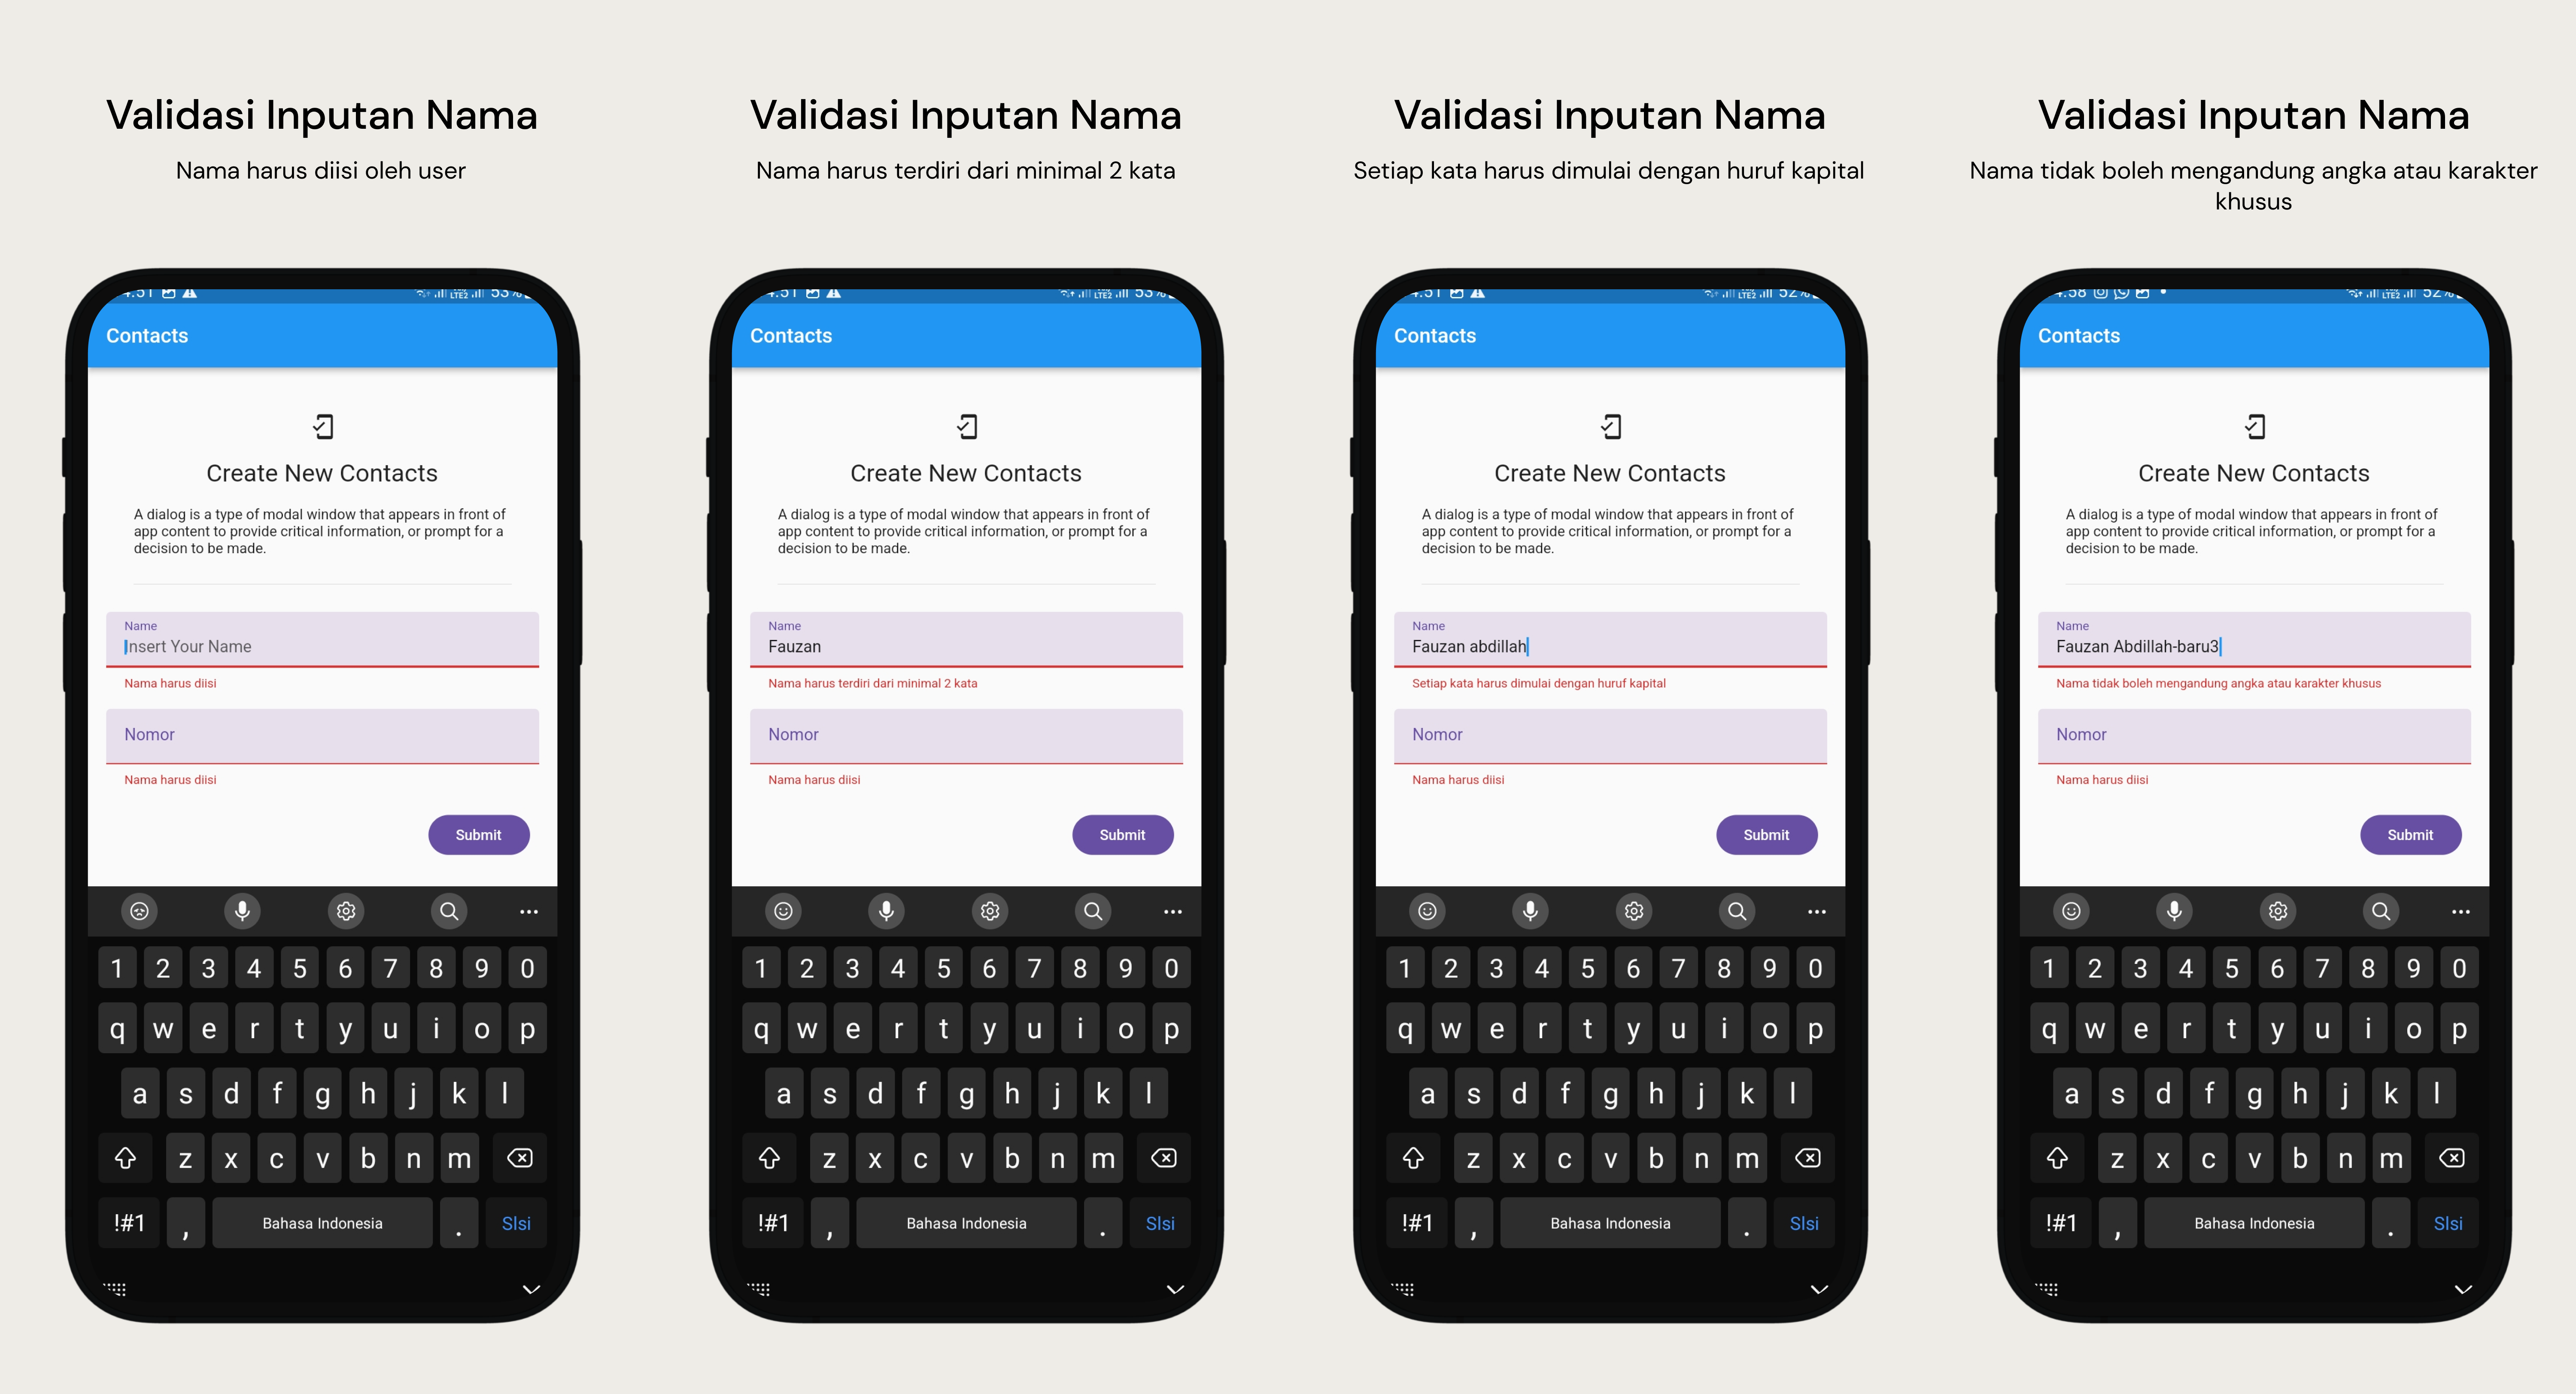 Validasi Inputan Nama
Nama harus diisi oleh user
Contacts
Create New Contacts
A dialog is a type of modal window that appears in front of
app content to provide critical information, or prompt for a
decision to be made.
Name
Insert Your Name
Nama harus diisi
Nomor
Nama harus diisi
Submit
1 2 3 4 5 6 7 8 9 0
q w e r t y u i o p
a s d f g h j k l
z x c v b n m
!#1 , Bahasa Indonesia . Slsi
Validasi Inputan Nama
Nama harus terdiri dari minimal 2 kata
Contacts
Create New Contacts
A dialog is a type of modal window that appears in front of
app content to provide critical information, or prompt for a
decision to be made.
Name
Fauzan
Nama harus terdiri dari minimal 2 kata
Nomor
Nama harus diisi
Submit
1 2 3 4 5 6 7 8 9 0
q w e r t y u i o p
a s d f g h j k l
z x c v b n m
!#1 , Bahasa Indonesia . Slsi
Validasi Inputan Nama
Setiap kata harus dimulai dengan huruf kapital
Contacts
Create New Contacts
A dialog is a type of modal window that appears in front of
app content to provide critical information, or prompt for a
decision to be made.
Name
Fauzan abdillah
Setiap kata harus dimulai dengan huruf kapital
Nomor
Nama harus diisi
Submit
1 2 3 4 5 6 7 8 9 0
q w e r t y u i o p
a s d f g h j k l
z x c v b n m
!#1 , Bahasa Indonesia . Slsi
Validasi Inputan Nama
Nama tidak boleh mengandung angka atau karakter
khusus
Contacts
Create New Contacts
A dialog is a type of modal window that appears in front of
app content to provide critical information, or prompt for a
decision to be made.
Name
Fauzan Abdillah-baru3
Nama tidak boleh mengandung angka atau karakter khusus
Nomor
Nama harus diisi
Submit
1 2 3 4 5 6 7 8 9 0
q w e r t y u i o p
a s d f g h j k l
z x c v b n m
!#1 , Bahasa Indonesia . Slsi